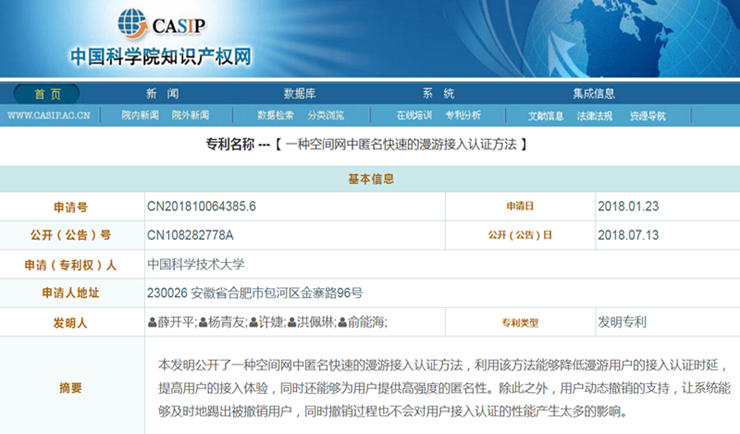 CASIP
中国科学院知识产权网
首 页 新 闻 数据库 系 统 集成信息
WWW.CASIP.AC.CN 院内新闻 院外新闻 数据检索 分类浏览 在线培训 专利分析 文献信息 法律法规 资源导航
专利名称 ---【 一种空间网中匿名快速的漫游接入认证方法 】
基本信息
申请号 CN201810064385.6 申请日 2018.01.23
公开（公告）号 CN108282778A 公开（公告）日 2018.07.13
申请（专利权）人 中国科学技术大学
申请人地址 230026 安徽省合肥市包河区金寨路96号
发明人 薛开平;杨青友;许婕;洪佩琳;俞能海; 专利类型 发明专利
摘要
本发明公开了一种空间网中匿名快速的漫游接入认证方法，利用该方法能够降低漫游用户的接入认证时延，
提高用户的接入体验，同时还能够为用户提供高强度的匿名性。除此之外，用户动态撤销的支持，让系统能
够及时地踢出被撤销用户，同时撤销过程也不会对用户接入认证的性能产生太多的影响。